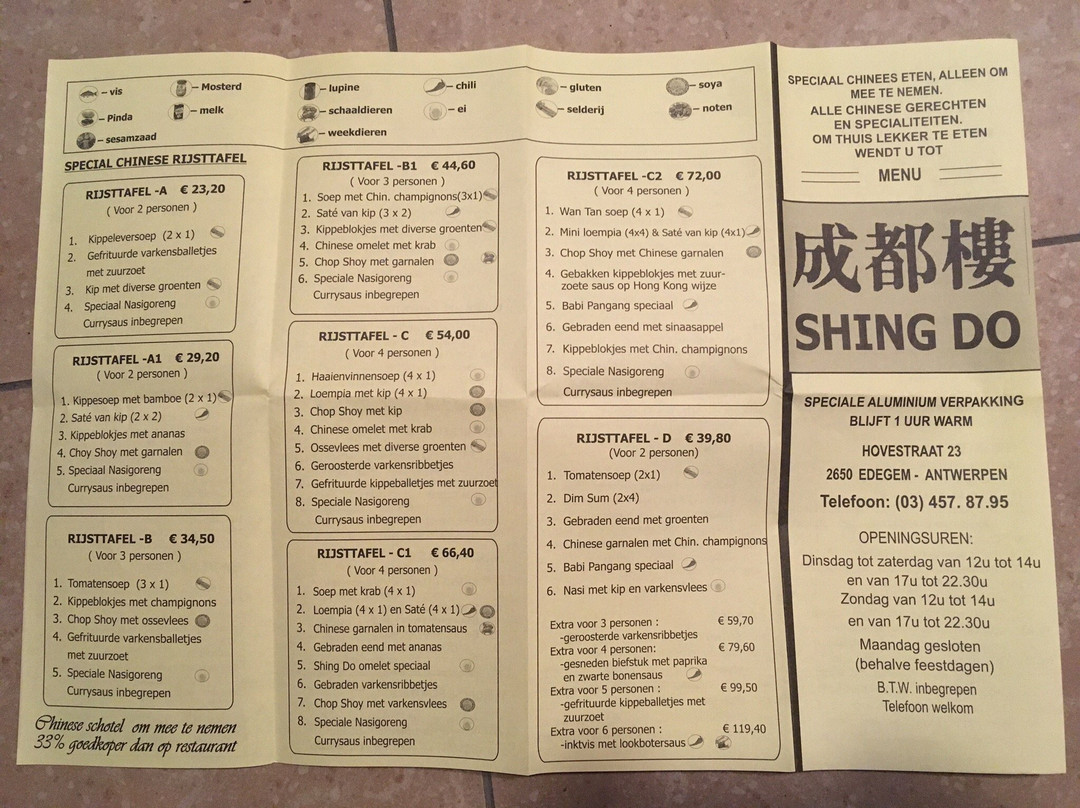 – vis
– Mosterd
– Pinda
– melk
– sesamzaad
– lupine
– chili
– schaaldieren
– ei
– weekdieren
– gluten
– soya
– selderij
– noten
SPECIAL CHINESE RIJSTTAFEL
RIJSTTAFEL -A € 23,20
( Voor 2 personen )
1. Kippeleversoep (2 x 1)
2. Gefrituurde varkensballetjes
met zuurzoet
3. Kip met diverse groenten
4. Speciaal Nasigoreng
Currysaus inbegrepen
RIJSTTAFEL -A1 € 29,20
( Voor 2 personen )
1. Kippesoep met bamboe (2 x 1)
2. Saté van kip (2 x 2)
3. Kippeblokjes met ananas
4. Choy Shoy met garnalen
5. Speciaal Nasigoreng
Currysaus inbegrepen
RIJSTTAFEL -B € 34,50
( Voor 3 personen )
1. Tomatensoep (3 x 1)
2. Kippeblokjes met champignons
3. Chop Shoy met ossevlees
4. Gefrituurde varkensballetjes
met zuurzoet
5. Speciale Nasigoreng
Currysaus inbegrepen
Chinese schotel om mee te nemen
33% goedkoper dan op restaurant
RIJSTTAFEL -B1 € 44,60
( Voor 3 personen )
1. Soep met Chin. champignons(3x1)
2. Saté van kip (3 x 2)
3. Kippeblokjes met diverse groenten
4. Chinese omelet met krab
5. Chop Shoy met garnalen
6. Speciale Nasigoreng
Currysaus inbegrepen
RIJSTTAFEL - C € 54,00
( Voor 4 personen )
1. Haaienvinnensoep (4 x 1)
2. Loempia met kip (4 x 1)
3. Chop Shoy met kip
4. Chinese omelet met krab
5. Ossevlees met diverse groenten
6. Geroosterde varkensribbetjes
7. Gefrituurde kippeballetjes met zuurzoet
8. Speciale Nasigoreng
Currysaus inbegrepen
RIJSTTAFEL - C1 € 66,40
( Voor 4 personen )
1. Soep met krab (4 x 1)
2. Loempia (4 x 1) en Saté (4 x 1)
3. Chinese garnalen in tomatensaus
4. Gebraden eend met ananas
5. Shing Do omelet speciaal
6. Gebraden varkensribbetjes
7. Chop Shoy met varkensvlees
8. Speciale Nasigoreng
Currysaus inbegrepen
RIJSTTAFEL -C2 € 72,00
( Voor 4 personen )
1. Wan Tan soep (4 x 1)
2. Mini loempia (4x4) & Saté van kip (4x1)
3. Chop Shoy met Chinese garnalen
4. Gebakken kippeblokjes met zuur-
zoete saus op Hong Kong wijze
5. Babi Pangang speciaal
6. Gebraden eend met sinaasappel
7. Kippeblokjes met Chin. champignons
8. Speciale Nasigoreng
Currysaus inbegrepen
RIJSTTAFEL - D € 39,80
(Voor 2 personen)
1. Tomatensoep (2x1)
2. Dim Sum (2x4)
3. Gebraden eend met groenten
4. Chinese garnalen met Chin. champignons
5. Babi Pangang speciaal
6. Nasi met kip en varkensvlees
Extra voor 3 personen : € 59,70
-geroosterde varkensribbetjes
Extra voor 4 personen: € 79,60
-gesneden biefstuk met paprika
en zwarte bonensaus
Extra voor 5 personen : € 99,50
-gefrituurde kippeballetjes met
zuurzoet
Extra voor 6 personen : € 119,40
-inktvis met lookbotersaus
SPECIAAL CHINEES ETEN, ALLEEN OM
MEE TE NEMEN.
ALLE CHINESE GERECHTEN
EN SPECIALITEITEN.
OM THUIS LEKKER TE ETEN
WENDT U TOT
MENU
成都樓
SHING DO
SPECIALE ALUMINIUM VERPAKKING
BLIJFT 1 UUR WARM
HOVESTRAAT 23
2650 EDEGEM - ANTWERPEN
Telefoon: (03) 457. 87.95
OPENINGSUREN:
Dinsdag tot zaterdag van 12u tot 14u
en van 17u tot 22.30u
Zondag van 12u tot 14u
en van 17u tot 22.30u
Maandag gesloten
(behalve feestdagen)
B.T.W. inbegrepen
Telefoon welkom